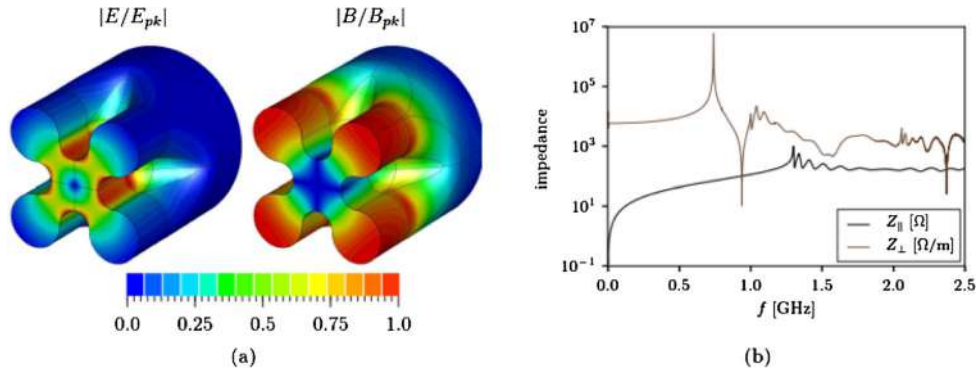 |E/E_pk|
|B/B_pk|
0.0 0.25 0.5 0.75 1.0
(a)
10^7
10^5
10^3
10^1
10^−1
impedance
Z_∥ [Ω]
Z_⊥ [Ω/m]
0.0 0.5 1.0 1.5 2.0 2.5
f [GHz]
(b)